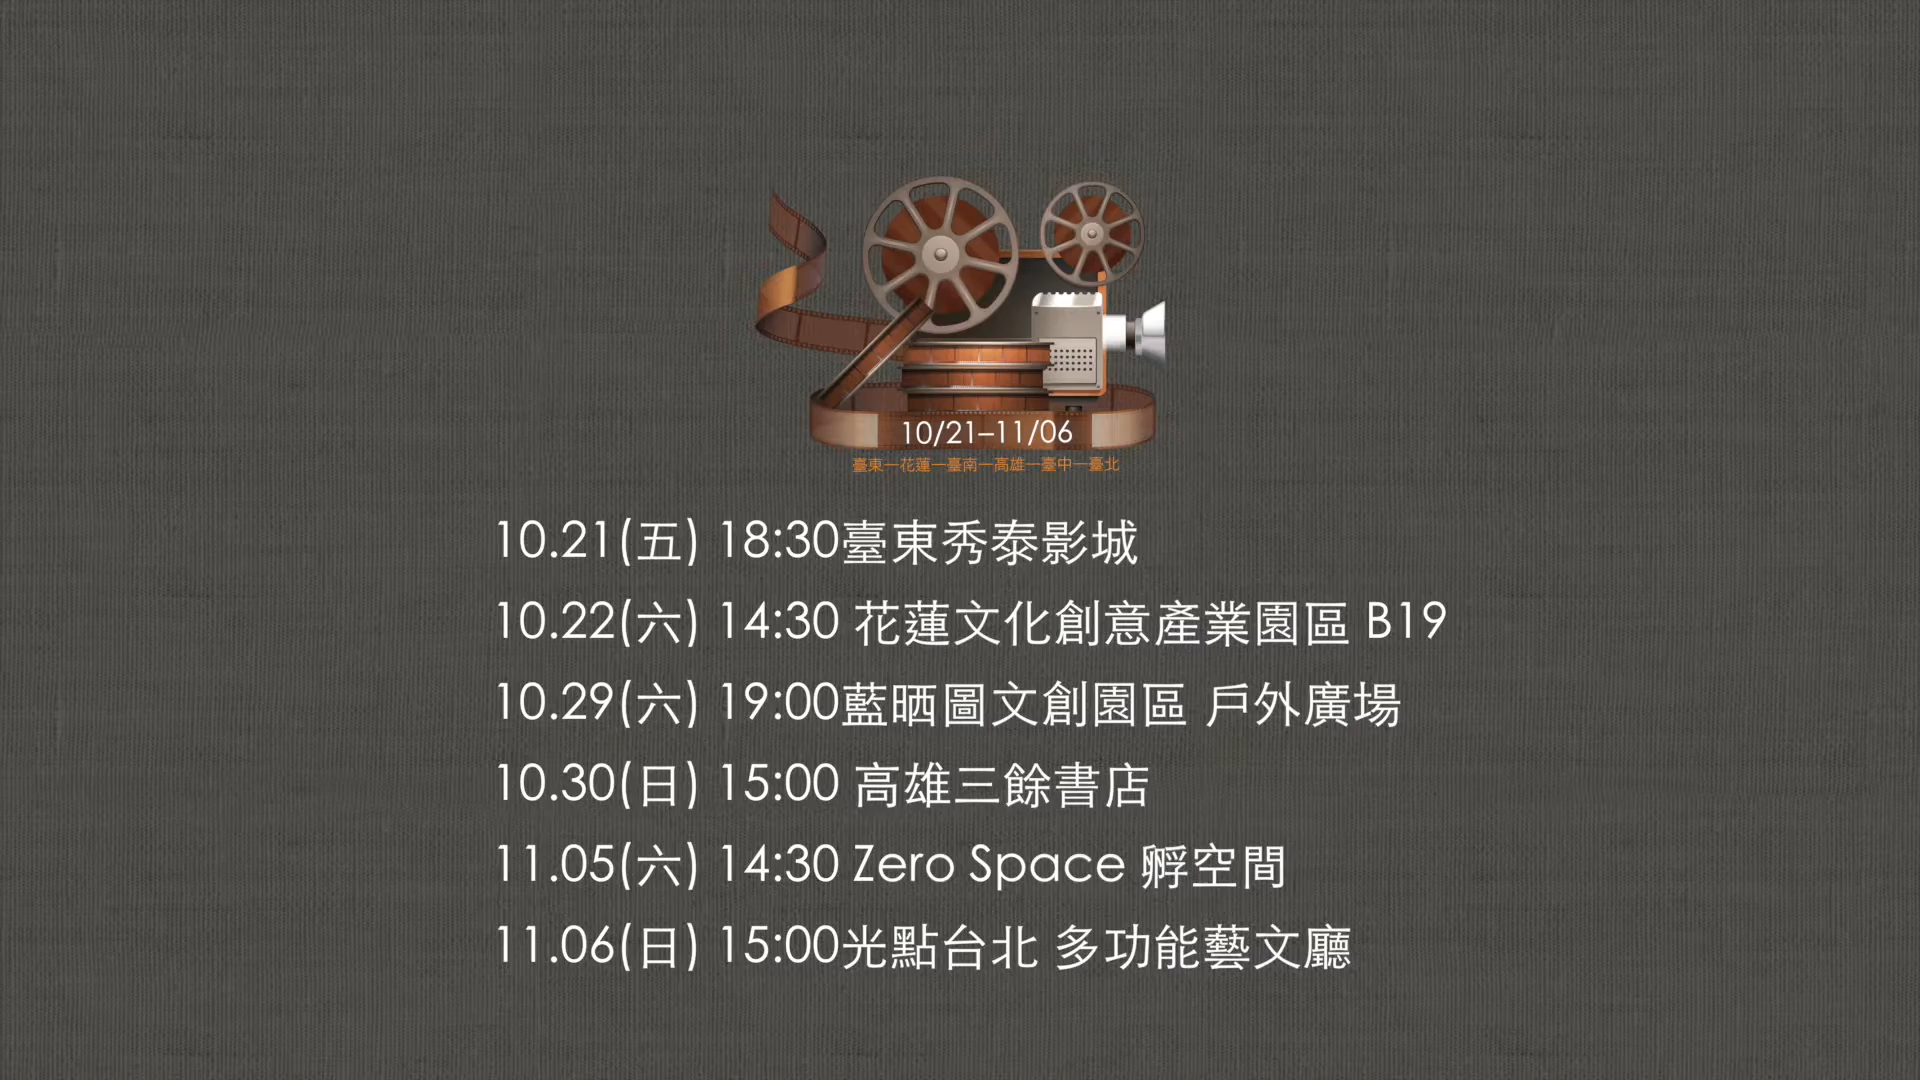 10/21–11/06
臺東—花蓮—臺南—高雄—臺中—臺北
10.21(五) 18:30臺東秀泰影城
10.22(六) 14:30 花蓮文化創意產業園區 B19
10.29(六) 19:00藍晒圖文創園區 戶外廣場
10.30(日) 15:00 高雄三餘書店
11.05(六) 14:30 Zero Space 孵空間
11.06(日) 15:00光點台北 多功能藝文廳